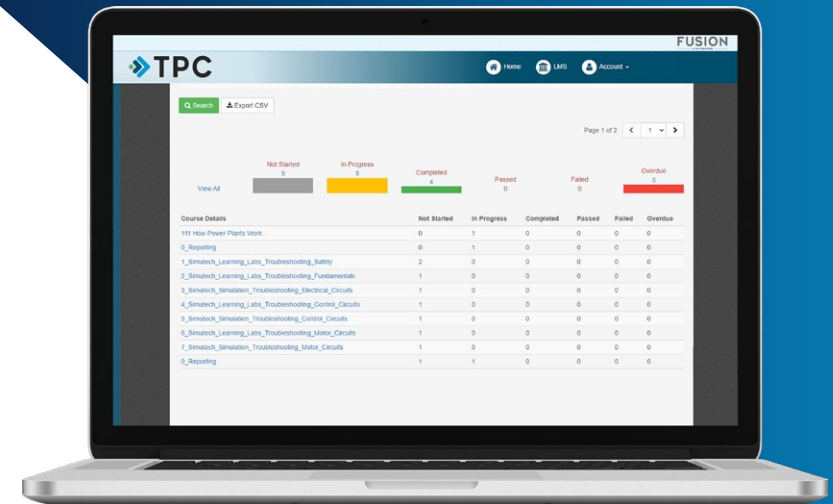 FUSION
TPC
Home LMS Account
Search Export CSV
Page 1 of 2 1
Not Started In Progress Completed Passed Failed Overdue
View All 9 9 4 0 0 5
Course Details Not Started In Progress Completed Passed Failed Overdue
111 How Power Plants Work 0 1 0 0 0 0
0_Reporting 0 1 0 0 0 0
1_Simutech_Learning_Labs_Troubleshooting_Safety 2 0 0 0 0 0
2_Simutech_Learning_Labs_Troubleshooting_Fundamentals 1 0 0 0 0 0
3_Simutech_Simulation_Troubleshooting_Electrical_Circuits 1 0 0 0 0 0
4_Simutech_Learning_Labs_Troubleshooting_Control_Circuits 1 0 0 0 0 0
5_Simutech_Simulation_Troubleshooting_Control_Circuits 1 0 0 0 0 0
6_Simutech_Learning_Labs_Troubleshooting_Motor_Circuits 1 0 0 0 0 0
7_Simutech_Simulation_Troubleshooting_Motor_Circuits 1 0 0 0 0 0
0_Reporting 1 1 0 0 0 0